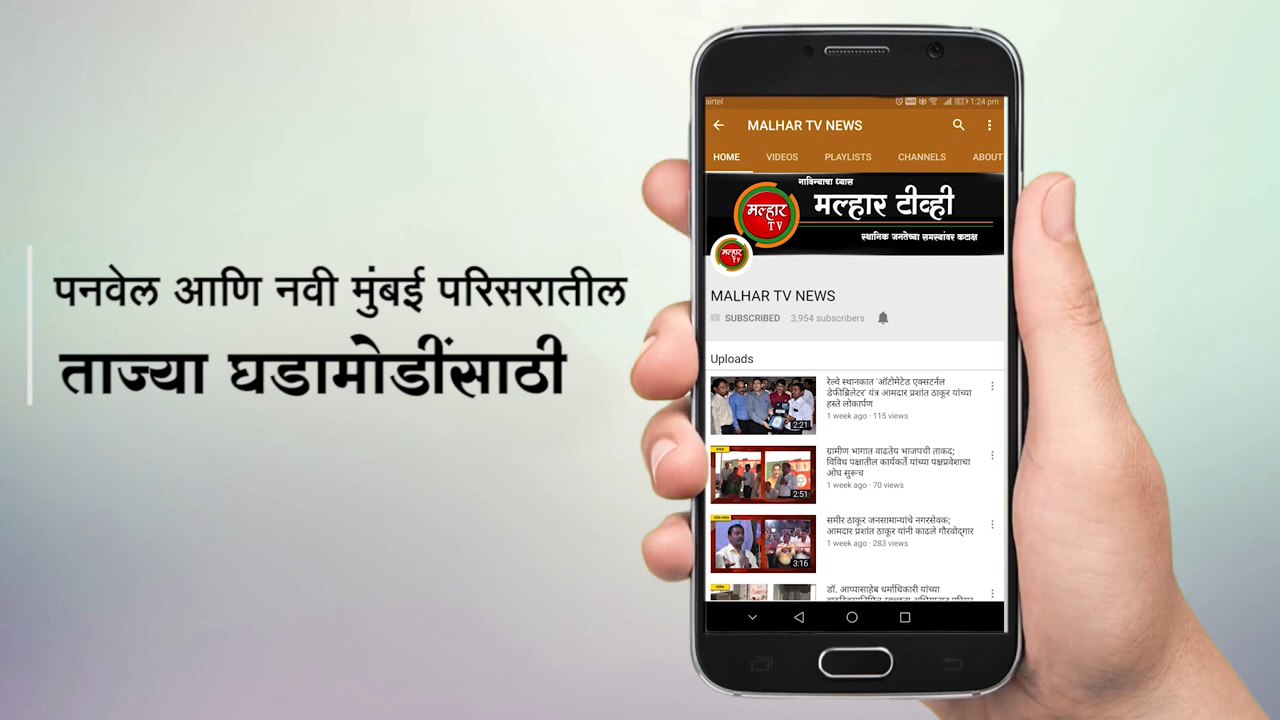 पनवेल आणि नवी मुंबई परिसरातील
ताज्या घडामोडींसाठी
airtel
1:24 pm
MALHAR TV NEWS
HOME VIDEOS PLAYLISTS CHANNELS ABOUT
नाविन्याचा ध्यास
मल्हार टीव्ही
मल्हार
TV
स्थानिक जनतेच्या समस्यांवर कटाक्ष
मल्हार
TV
MALHAR TV NEWS
SUBSCRIBED 3,954 subscribers
Uploads
रेल्वे स्थानकात 'ऑटोमेटेड एक्सटर्नल
डेफीब्रिलेटर' यंत्र आमदार प्रशांत ठाकूर यांच्या
हस्ते लोकार्पण
1 week ago · 115 views
2:21
ग्रामीण भागात वाढतेय भाजपची ताकद;
विविध पक्षातील कार्यकर्ते यांच्या पक्षप्रवेशाचा
ओघ सुरूच
1 week ago · 70 views
2:51
समीर ठाकूर जनसामान्यांचे नगरसेवक;
आमदार प्रशांत ठाकूर यांनी काढले गौरवोद्गार
1 week ago · 283 views
3:16
डॉ. आप्पासाहेब धर्माधिकारी यांच्या